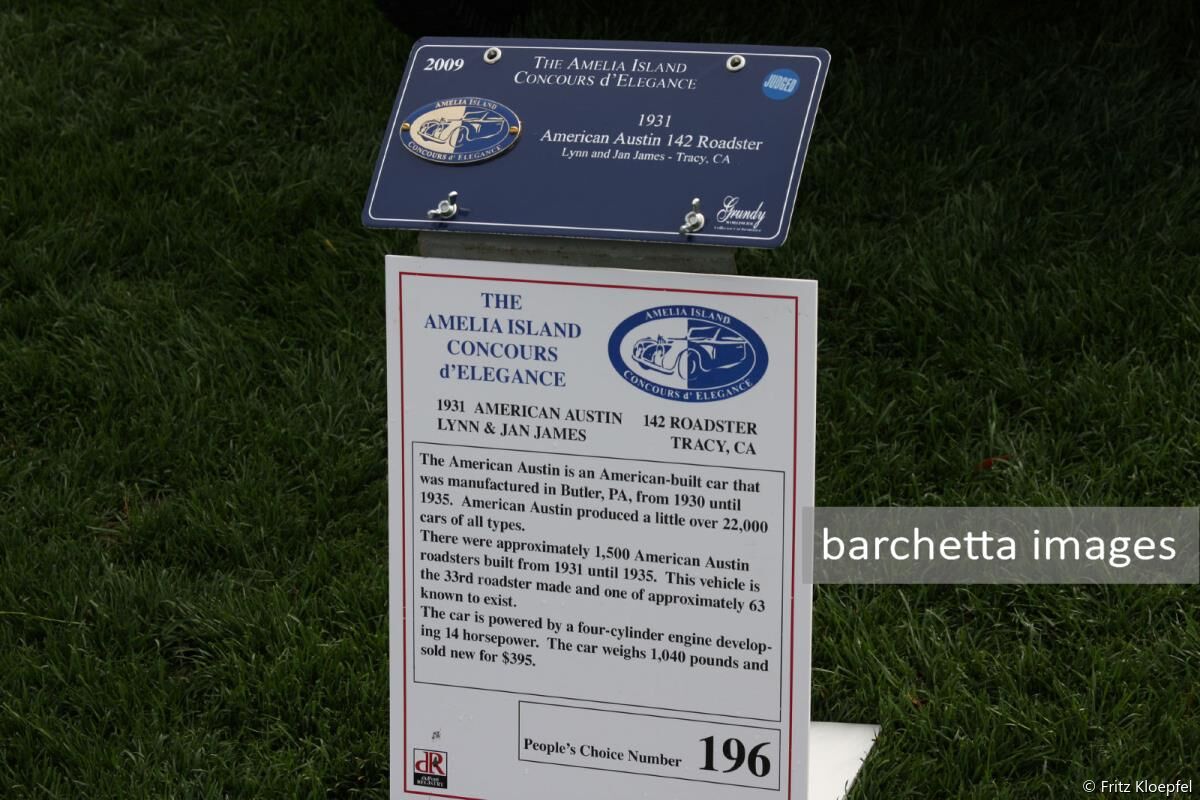 2009
THE AMELIA ISLAND
CONCOURS d'ELEGANCE
JUDGED
AMELIA ISLAND
CONCOURS d' ELEGANCE
1931
American Austin 142 Roadster
Lynn and Jan James - Tracy, CA
Grundy
THE
AMELIA ISLAND
CONCOURS
d'ELEGANCE
AMELIA ISLAND
CONCOURS d' ELEGANCE
1931 AMERICAN AUSTIN 142 ROADSTER
LYNN & JAN JAMES TRACY, CA
The American Austin is an American-built car that
was manufactured in Butler, PA, from 1930 until
1935. American Austin produced a little over 22,000
cars of all types.
There were approximately 1,500 American Austin
roadsters built from 1931 until 1935. This vehicle is
the 33rd roadster made and one of approximately 63
known to exist.
The car is powered by a four-cylinder engine develop-
ing 14 horsepower. The car weighs 1,040 pounds and
sold new for $395.
People's Choice Number 196
dR
duPont
REGISTRY
barchetta images
© Fritz Kloepfel